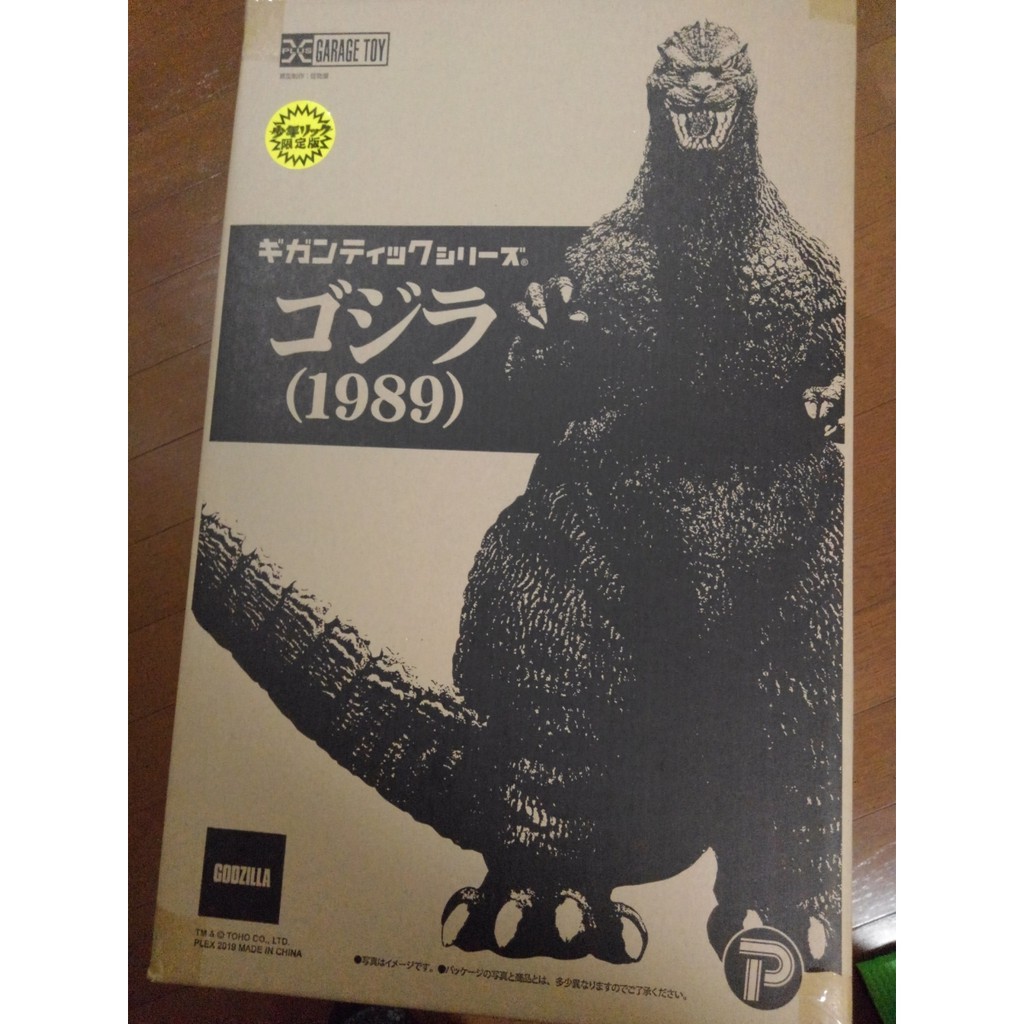 GARAGE TOY
少年リック
限定版
ギガンティックシリーズ®
ゴジラ
(1989)
GODZILLA
TM & © TOHO CO., LTD.
PLEX 2019 MADE IN CHINA
●写真はイメージです。●パッケージの写真と商品とは、多少異なりますのでご了承ください。
P